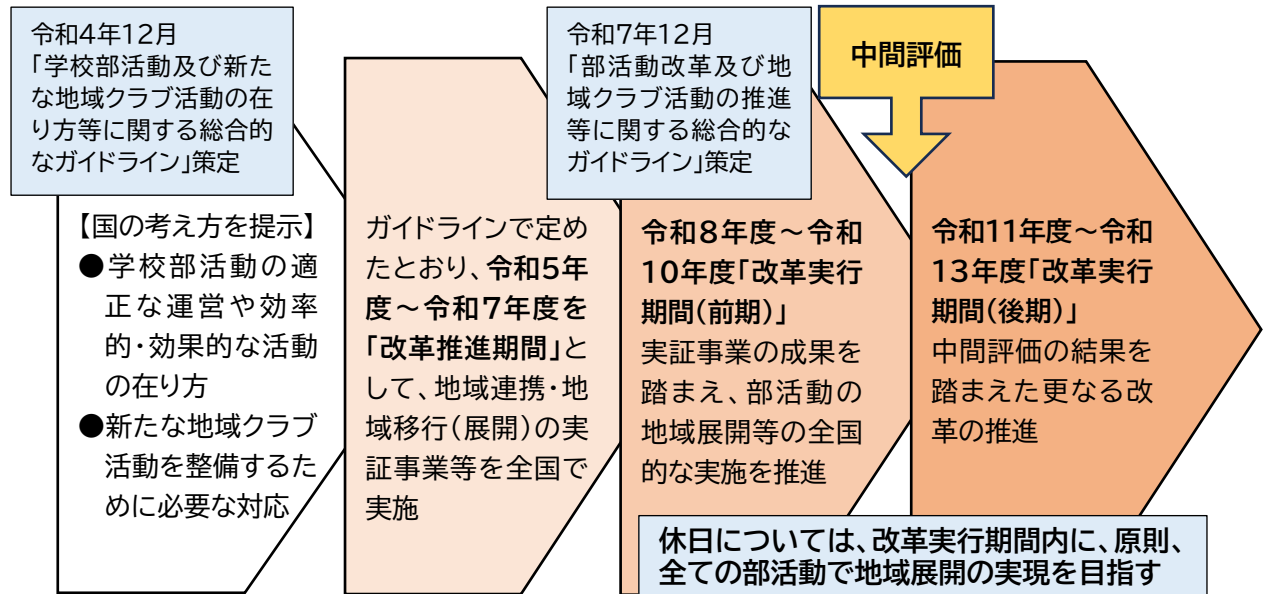 令和4年12月
「学校部活動及び新た
な地域クラブ活動の在
り方等に関する総合的
なガイドライン」策定
【国の考え方を提示】
●学校部活動の適
正な運営や効率
的・効果的な活動
の在り方
●新たな地域クラブ
活動を整備するた
めに必要な対応
ガイドラインで定め
たとおり、令和5年
度～令和7年度を
「改革推進期間」と
して、地域連携・地
域移行(展開)の実
証事業等を全国で
実施
令和7年12月
「部活動改革及び地
域クラブ活動の推進
等に関する総合的な
ガイドライン」策定
令和8年度～令和
10年度「改革実行
期間(前期)」
実証事業の成果を
踏まえ、部活動の
地域展開等の全国
的な実施を推進
中間評価
令和11年度～令和
13年度「改革実行
期間(後期)」
中間評価の結果を
踏まえた更なる改
革の推進
休日については、改革実行期間内に、原則、
全ての部活動で地域展開の実現を目指す